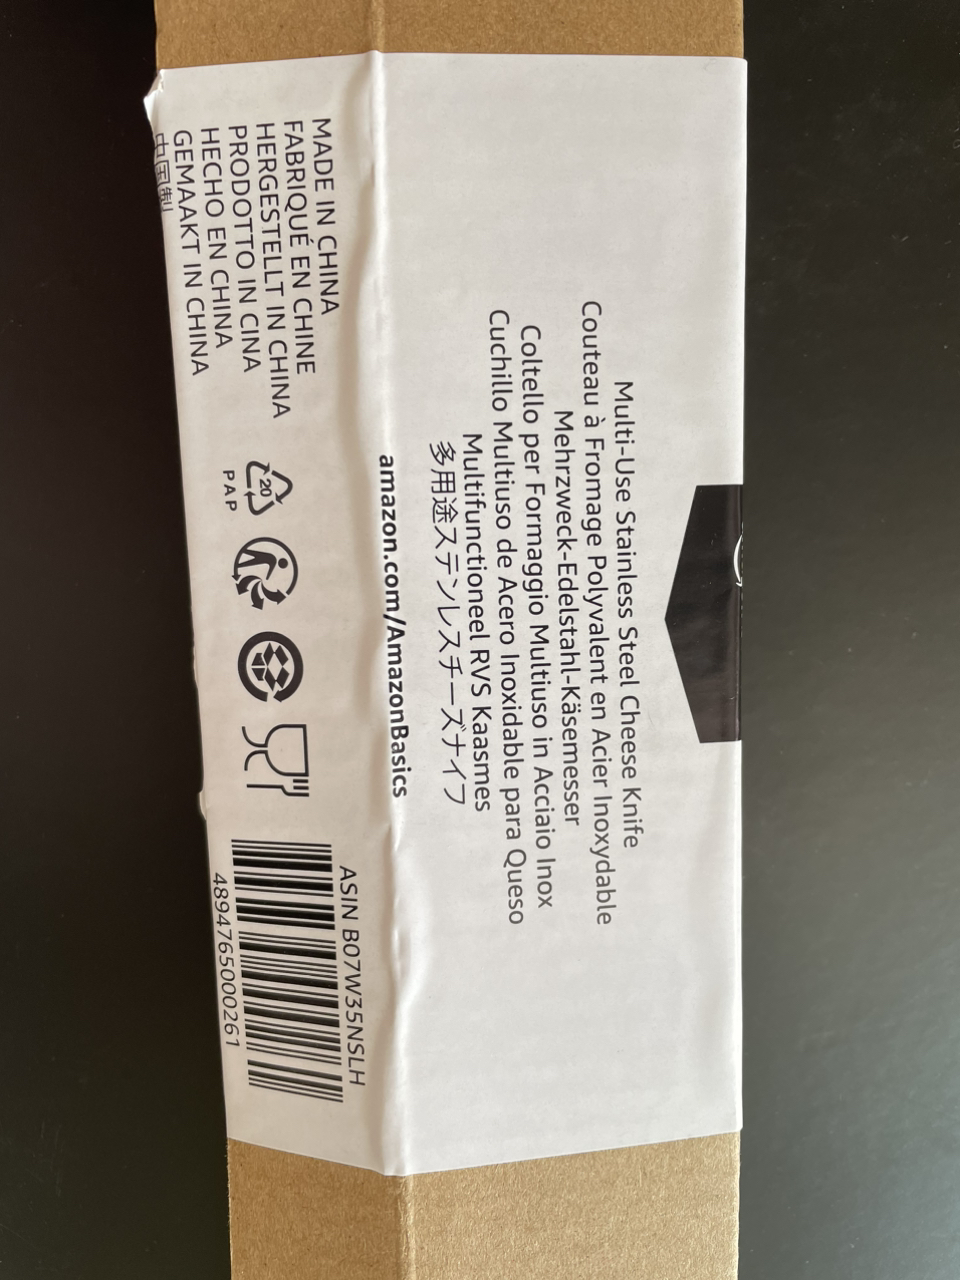 Multi-Use Stainless Steel Cheese Knife
Couteau à Fromage Polyvalent en Acier Inoxydable
Mehrzweck-Edelstahl-Käsemesser
Coltello per Formaggio Multiuso in Acciaio Inox
Cuchillo Multiuso de Acero Inoxidable para Queso
Multifunctioneel RVS Kaasmes
多用途ステンレスチーズナイフ
amazon.com/AmazonBasics
MADE IN CHINA
FABRIQUÉ EN CHINE
HERGESTELLT IN CHINA
PRODOTTO IN CINA
HECHO EN CHINA
GEMAAKT IN CHINA
中国制
20
PAP
ASIN B07W35NSLH
4894765000261